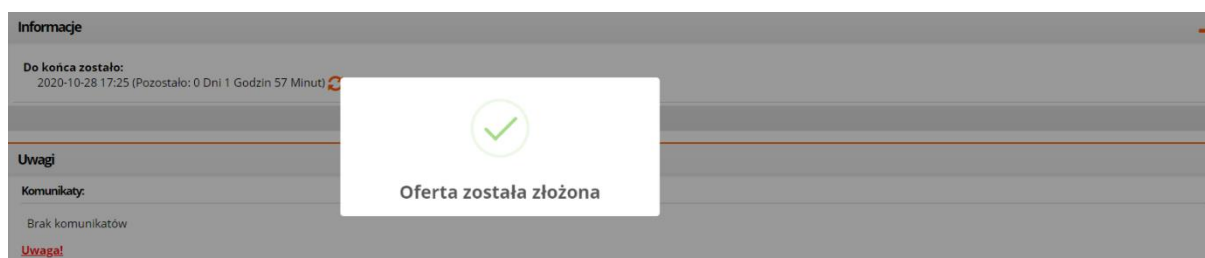 Informacje
Do końca zostało:
2020-10-28 17:25 (Pozostało: 0 Dni 1 Godzin 57 Minut)
Oferta została złożona
Uwagi
Komunikaty:
Brak komunikatów
Uwaga!